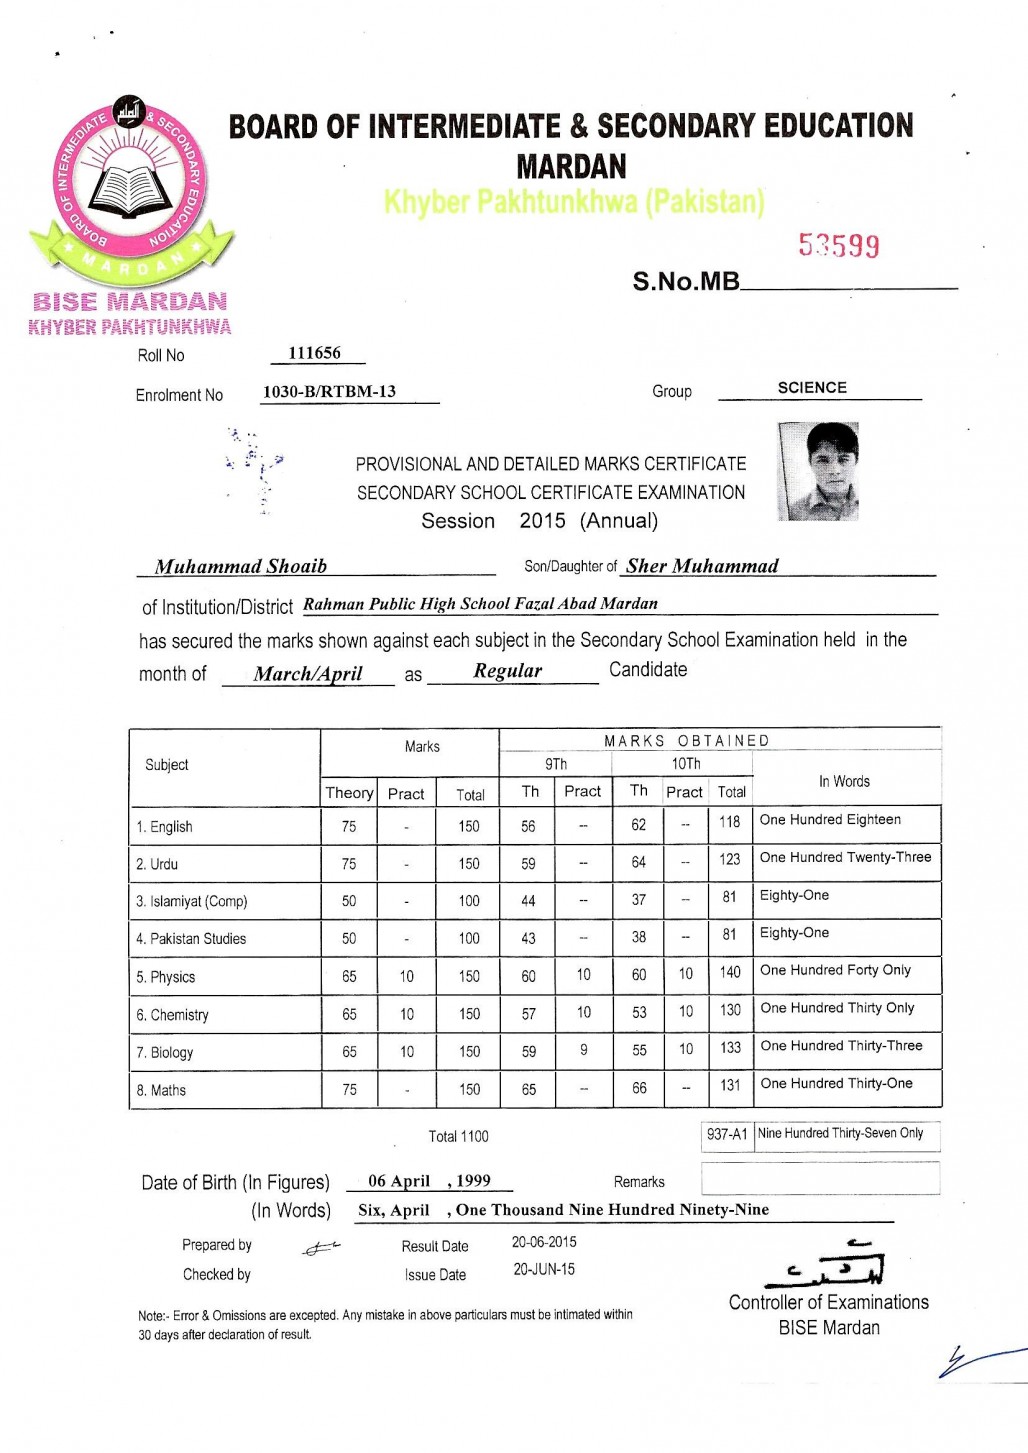 العلم
BOARD OF INTERMEDIATE & SECONDARY EDUCATION
MARDAN
BOARD OF INTERMEDIATE & SECONDARY EDUCATION
MARDAN
Khyber Pakhtunkhwa (Pakistan)
53599
S.No.MB
BISE MARDAN
KHYBER PAKHTUNKHWA
Roll No 111656
Enrolment No 1030-B/RTBM-13 Group SCIENCE
PROVISIONAL AND DETAILED MARKS CERTIFICATE
SECONDARY SCHOOL CERTIFICATE EXAMINATION
Session 2015 (Annual)
Muhammad Shoaib Son/Daughter of Sher Muhammad
of Institution/District Rahman Public High School Fazal Abad Mardan
has secured the marks shown against each subject in the Secondary School Examination held in the
month of March/April as Regular Candidate
Subject Marks MARKS OBTAINED
9Th 10Th In Words
Theory Pract Total Th Pract Th Pract Total
1. English 75 - 150 56 -- 62 -- 118 One Hundred Eighteen
2. Urdu 75 - 150 59 -- 64 -- 123 One Hundred Twenty-Three
3. Islamiyat (Comp) 50 - 100 44 -- 37 -- 81 Eighty-One
4. Pakistan Studies 50 - 100 43 -- 38 -- 81 Eighty-One
5. Physics 65 10 150 60 10 60 10 140 One Hundred Forty Only
6. Chemistry 65 10 150 57 10 53 10 130 One Hundred Thirty Only
7. Biology 65 10 150 59 9 55 10 133 One Hundred Thirty-Three
8. Maths 75 - 150 65 -- 66 -- 131 One Hundred Thirty-One
Total 1100 937-A1 Nine Hundred Thirty-Seven Only
Date of Birth (In Figures) 06 April , 1999 Remarks
(In Words) Six, April , One Thousand Nine Hundred Ninety-Nine
Prepared by Result Date 20-06-2015
Checked by Issue Date 20-JUN-15
Controller of Examinations
BISE Mardan
Note:- Error & Omissions are excepted. Any mistake in above particulars must be intimated within
30 days after declaration of result.